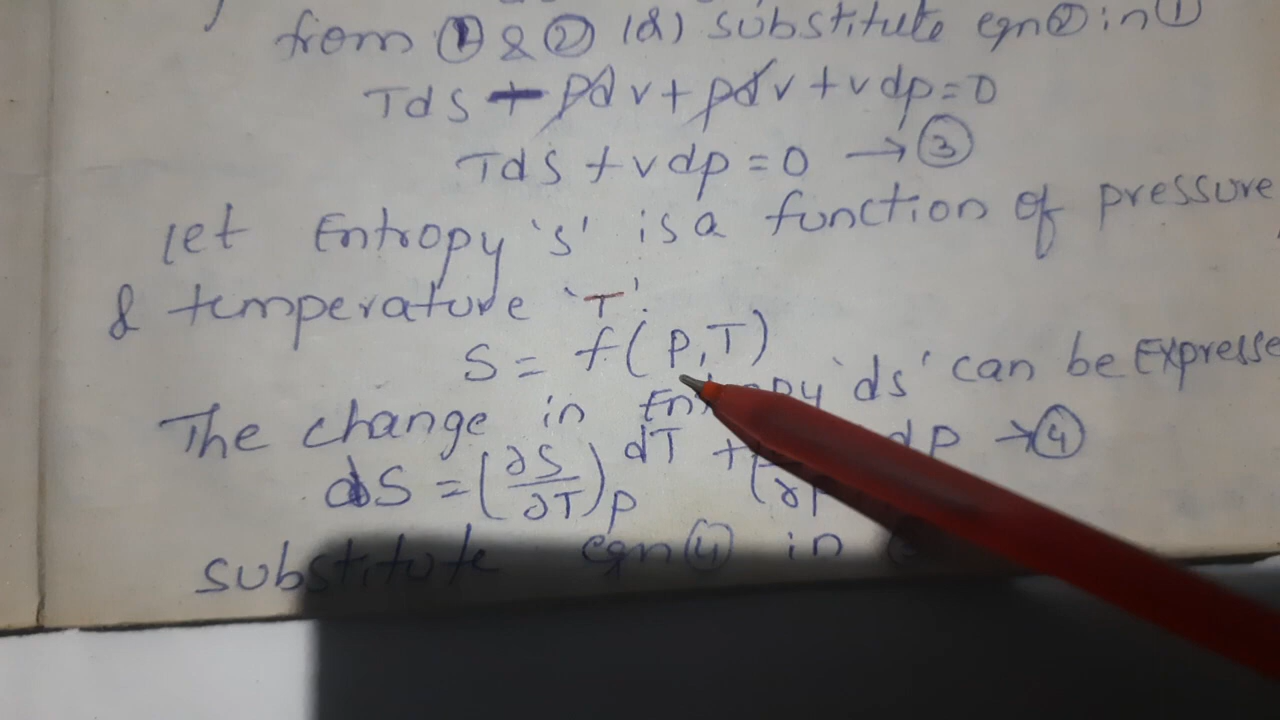 from ① & ② (or) substitute eqn ② in ①
Tds - pdv + pdv + vdp = 0
Tds + vdp = 0 → ③
let Entropy 's' is a function of pressure
& temperature 'T'.
S = f(P,T)
The change in Entropy 'ds' can be Expresse
dS = (∂S/∂T)P dT + (∂p dp → ④
substitute eqn ④ in